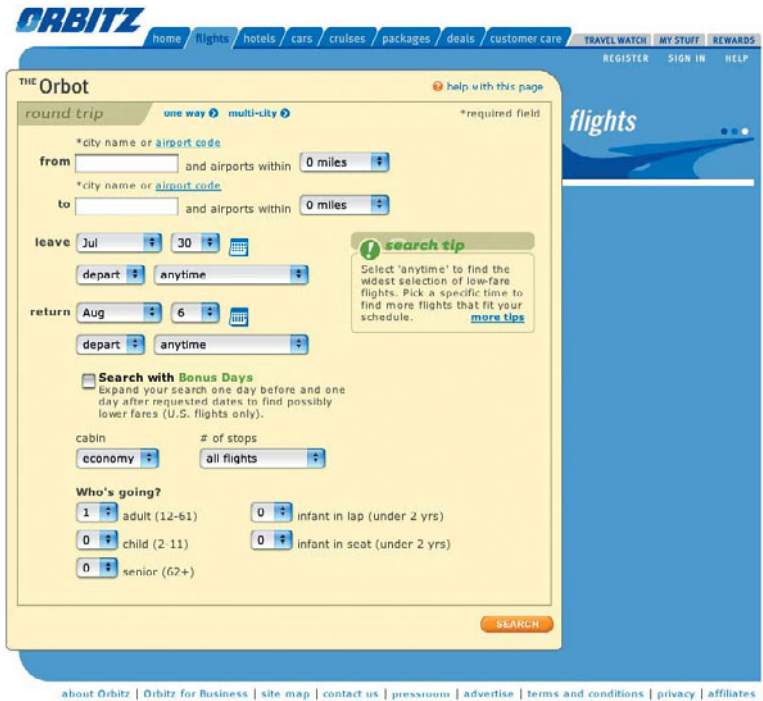 ORBITZ
home / flights / hotels / cars / cruises / packages / deals / customer care
TRAVEL WATCH MY STUFF REWARDS
REGISTER SIGN IN HELP
THE Orbot
? help with this page
round trip one way multi-city *required field
flights
*city name or airport code
from and airports within 0 miles
*city name or airport code
to and airports within 0 miles
leave Jul 30
depart anytime
! search tip
Select 'anytime' to find the
widest selection of low-fare
flights. Pick a specific time to
find more flights that fit your
schedule. more tips
return Aug 6
depart anytime
Search with Bonus Days
Expand your search one day before and one
day after requested dates to find possibly
lower fares (U.S. flights only).
cabin # of stops
economy all flights
Who's going?
1 adult (12-61) 0 infant in lap (under 2 yrs)
0 child (2-11) 0 infant in seat (under 2 yrs)
0 senior (62+)
SEARCH
about Orbitz | Orbitz for Business | site map | contact us | pressroom | advertise | terms and conditions | privacy | affiliates